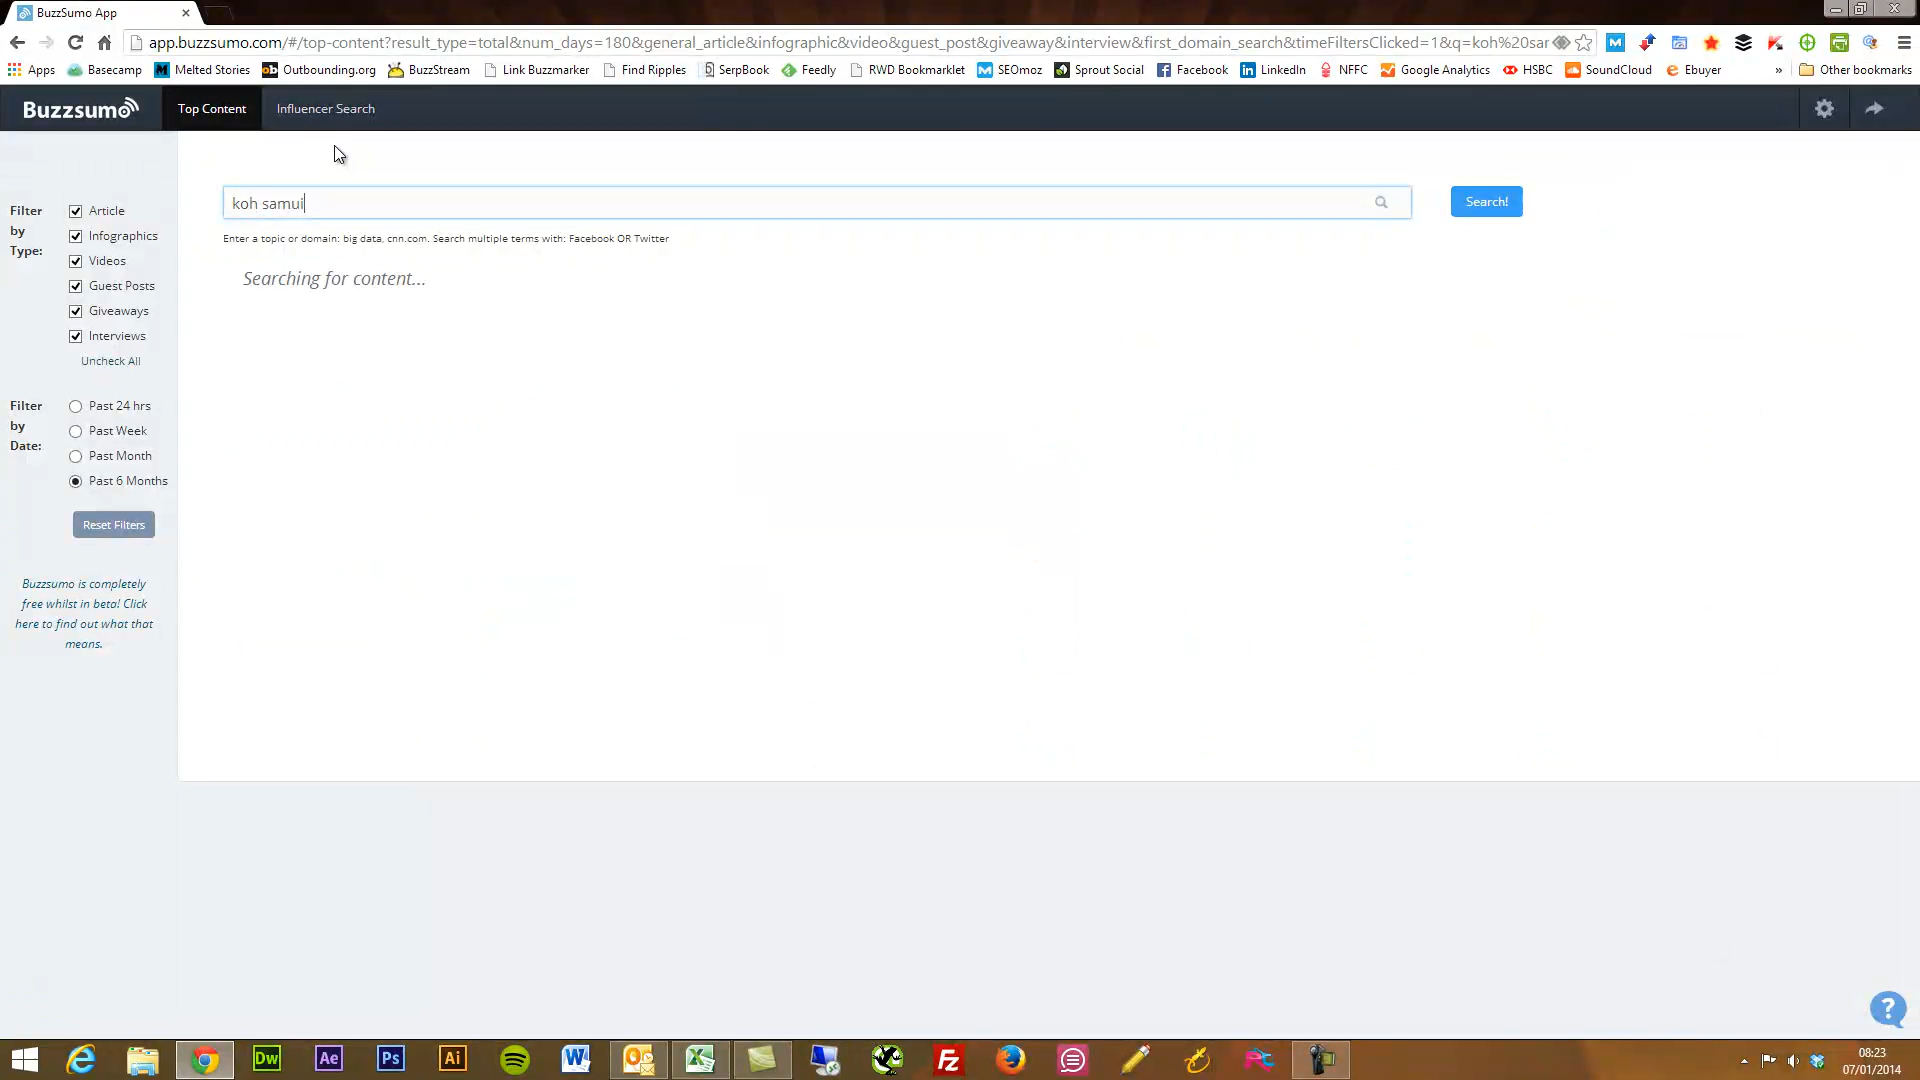 BuzzSumo App
app.buzzsumo.com/#/top-content?result_type=total&num_days=180&general_article&infographic&video&guest_post&giveaway&interview&first_domain_search&timeFiltersClicked=1&q=koh%20sar
Apps Basecamp Melted Stories Outbounding.org BuzzStream Link Buzzmarker Find Ripples SerpBook Feedly RWD Bookmarklet SEOmoz Sprout Social Facebook LinkedIn NFFC Google Analytics HSBC SoundCloud Ebuyer » Other bookmarks
Buzzsumo Top Content Influencer Search
koh samui
Search!
Enter a topic or domain: big data, cnn.com. Search multiple terms with: Facebook OR Twitter
Searching for content...
Filter by Type:
Article
Infographics
Videos
Guest Posts
Giveaways
Interviews
Uncheck All
Filter by Date:
Past 24 hrs
Past Week
Past Month
Past 6 Months
Reset Filters
Buzzsumo is completely
free whilst in beta! Click
here to find out what that
means.
?
Dw Ae Ps Ai
08:23
07/01/2014